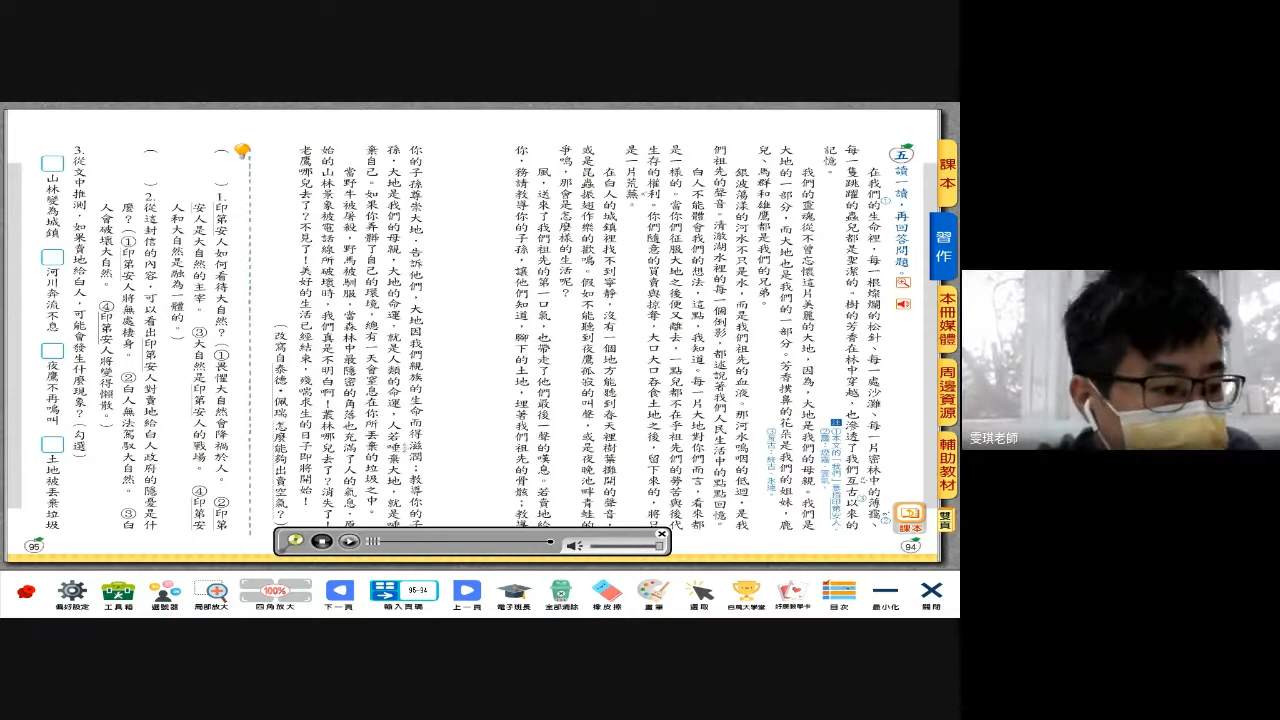 五
讀一讀,再回答問題。
在我們的生命裡,每一根燦爛的松針、每一處沙灘、每一片密林中的薄靄、
每一隻跳躍的蟲兒都是聖潔的。樹的芳香在林中穿越,也滲透了我們亙古以來的
記憶。
註
①本文的「我們」意指印第安人。
②靄:煙霧、雲氣。
③亙古:終古、永遠。
我們的靈魂從不曾忘懷這片美麗的大地,因為,大地是我們的母親。我們是
大地的一部分,而大地也是我們的一部分。芳香撲鼻的花朵是我們的姐妹,鹿
兒、馬群和雄鷹都是我們的兄弟。
銀波蕩漾的河水不只是水,而是我們祖先的血液。那河水嗚咽的低迴,是我
們祖先的聲音。清澈湖水裡的每一個倒影,都述說著我們人民生活中的點點回憶。
白人不能體會我們的想法,這點,我知道。每一片大地對你們而言,看來都
是一樣的。當你們征服大地之後便又離去,一點兒都不在乎祖先們的勞苦與後代
生存的權利。你們隨意的買賣與掠奪,大口大口吞食土地之後,留下來的,將只
是一片荒蕪。
在白人的城鎮裡找不到寧靜,沒有一個地方能聽到春天裡樹葉攤開的聲音,
或是昆蟲振翅作樂的歡鳴。假如不能聽到夜鷹孤寂的叫聲,或是夜晚池畔青蛙的
爭鳴,那會是怎麼樣的生活呢?
風,送來了我們祖先的第一口氣,也帶走了他們最後一聲的嘆息。若賣地給
你,務請教導你的子孫,讓他們知道,腳下的土地,埋著我們祖先的骨骸;教導
94
你的子孫尊崇大地,告訴他們,大地因我們親族的生命而得滋潤;教導你的子
孫,大地是我們的母親,大地的命運,就是人類的命運,人若唾棄大地,就是唾
棄自己。如果你弄髒了自己的環境,總有一天會窒息在你所丟棄的垃圾之中。
當野牛被屠殺,野馬被馴服,當森林中最隱密的角落也充滿了人的氣息,原
始的山林景象被電話線所破壞時,我們真是不明白啊!叢林哪兒去了?消失了!
老鷹哪兒去了?不見了!美好的生活已經結束,殘喘求生的日子即將開始!
(改寫自泰德.佩瑞怎麼能夠出賣空氣?)
( )1.印第安人如何看待大自然?(①畏懼大自然會降禍於人。 ②印第
安人是大自然的主宰。 ③大自然是印第安人的戰場。 ④印第安
人和大自然是融為一體的。)
( )2.從這封信的內容,可以看出印第安人對賣地給白人政府的隱憂是什
麼?(①印第安人將無處棲身。 ②白人無法駕馭大自然。 ③白
人會破壞大自然。 ④印第安人將變得懶散。)
3.從文中推測,如果賣地給白人,可能會發生什麼現象?(勾選)
山林變為城鎮 河川奔流不息 夜鷹不再鳴叫 土地被丟棄垃圾
95
課本
習作
本冊媒體
周邊資源
輔助教材
雙頁
課本
偏好設定
工具箱
選號器
局部放大
100%
四角放大
下一頁
95-94
輸入頁碼
上一頁
電子班長
全部清除
橡皮擦
畫筆
選取
百萬大學堂
好康教學卡
目次
最小化
關閉
雯琪老師